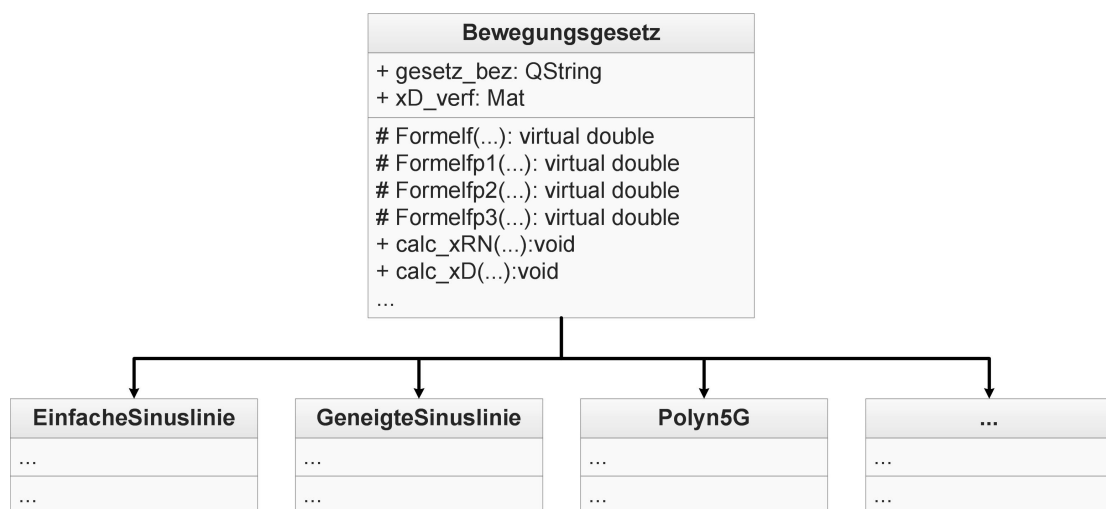 Bewegungsgesetz
+ gesetz_bez: QString
+ xD_verf: Mat
# Formelf(...): virtual double
# Formelfp1(...): virtual double
# Formelfp2(...): virtual double
# Formelfp3(...): virtual double
+ calc_xRN(...):void
+ calc_xD(...):void
...
EinfacheSinuslinie
...
...
GeneigteSinuslinie
...
...
Polyn5G
...
...
...
...
...